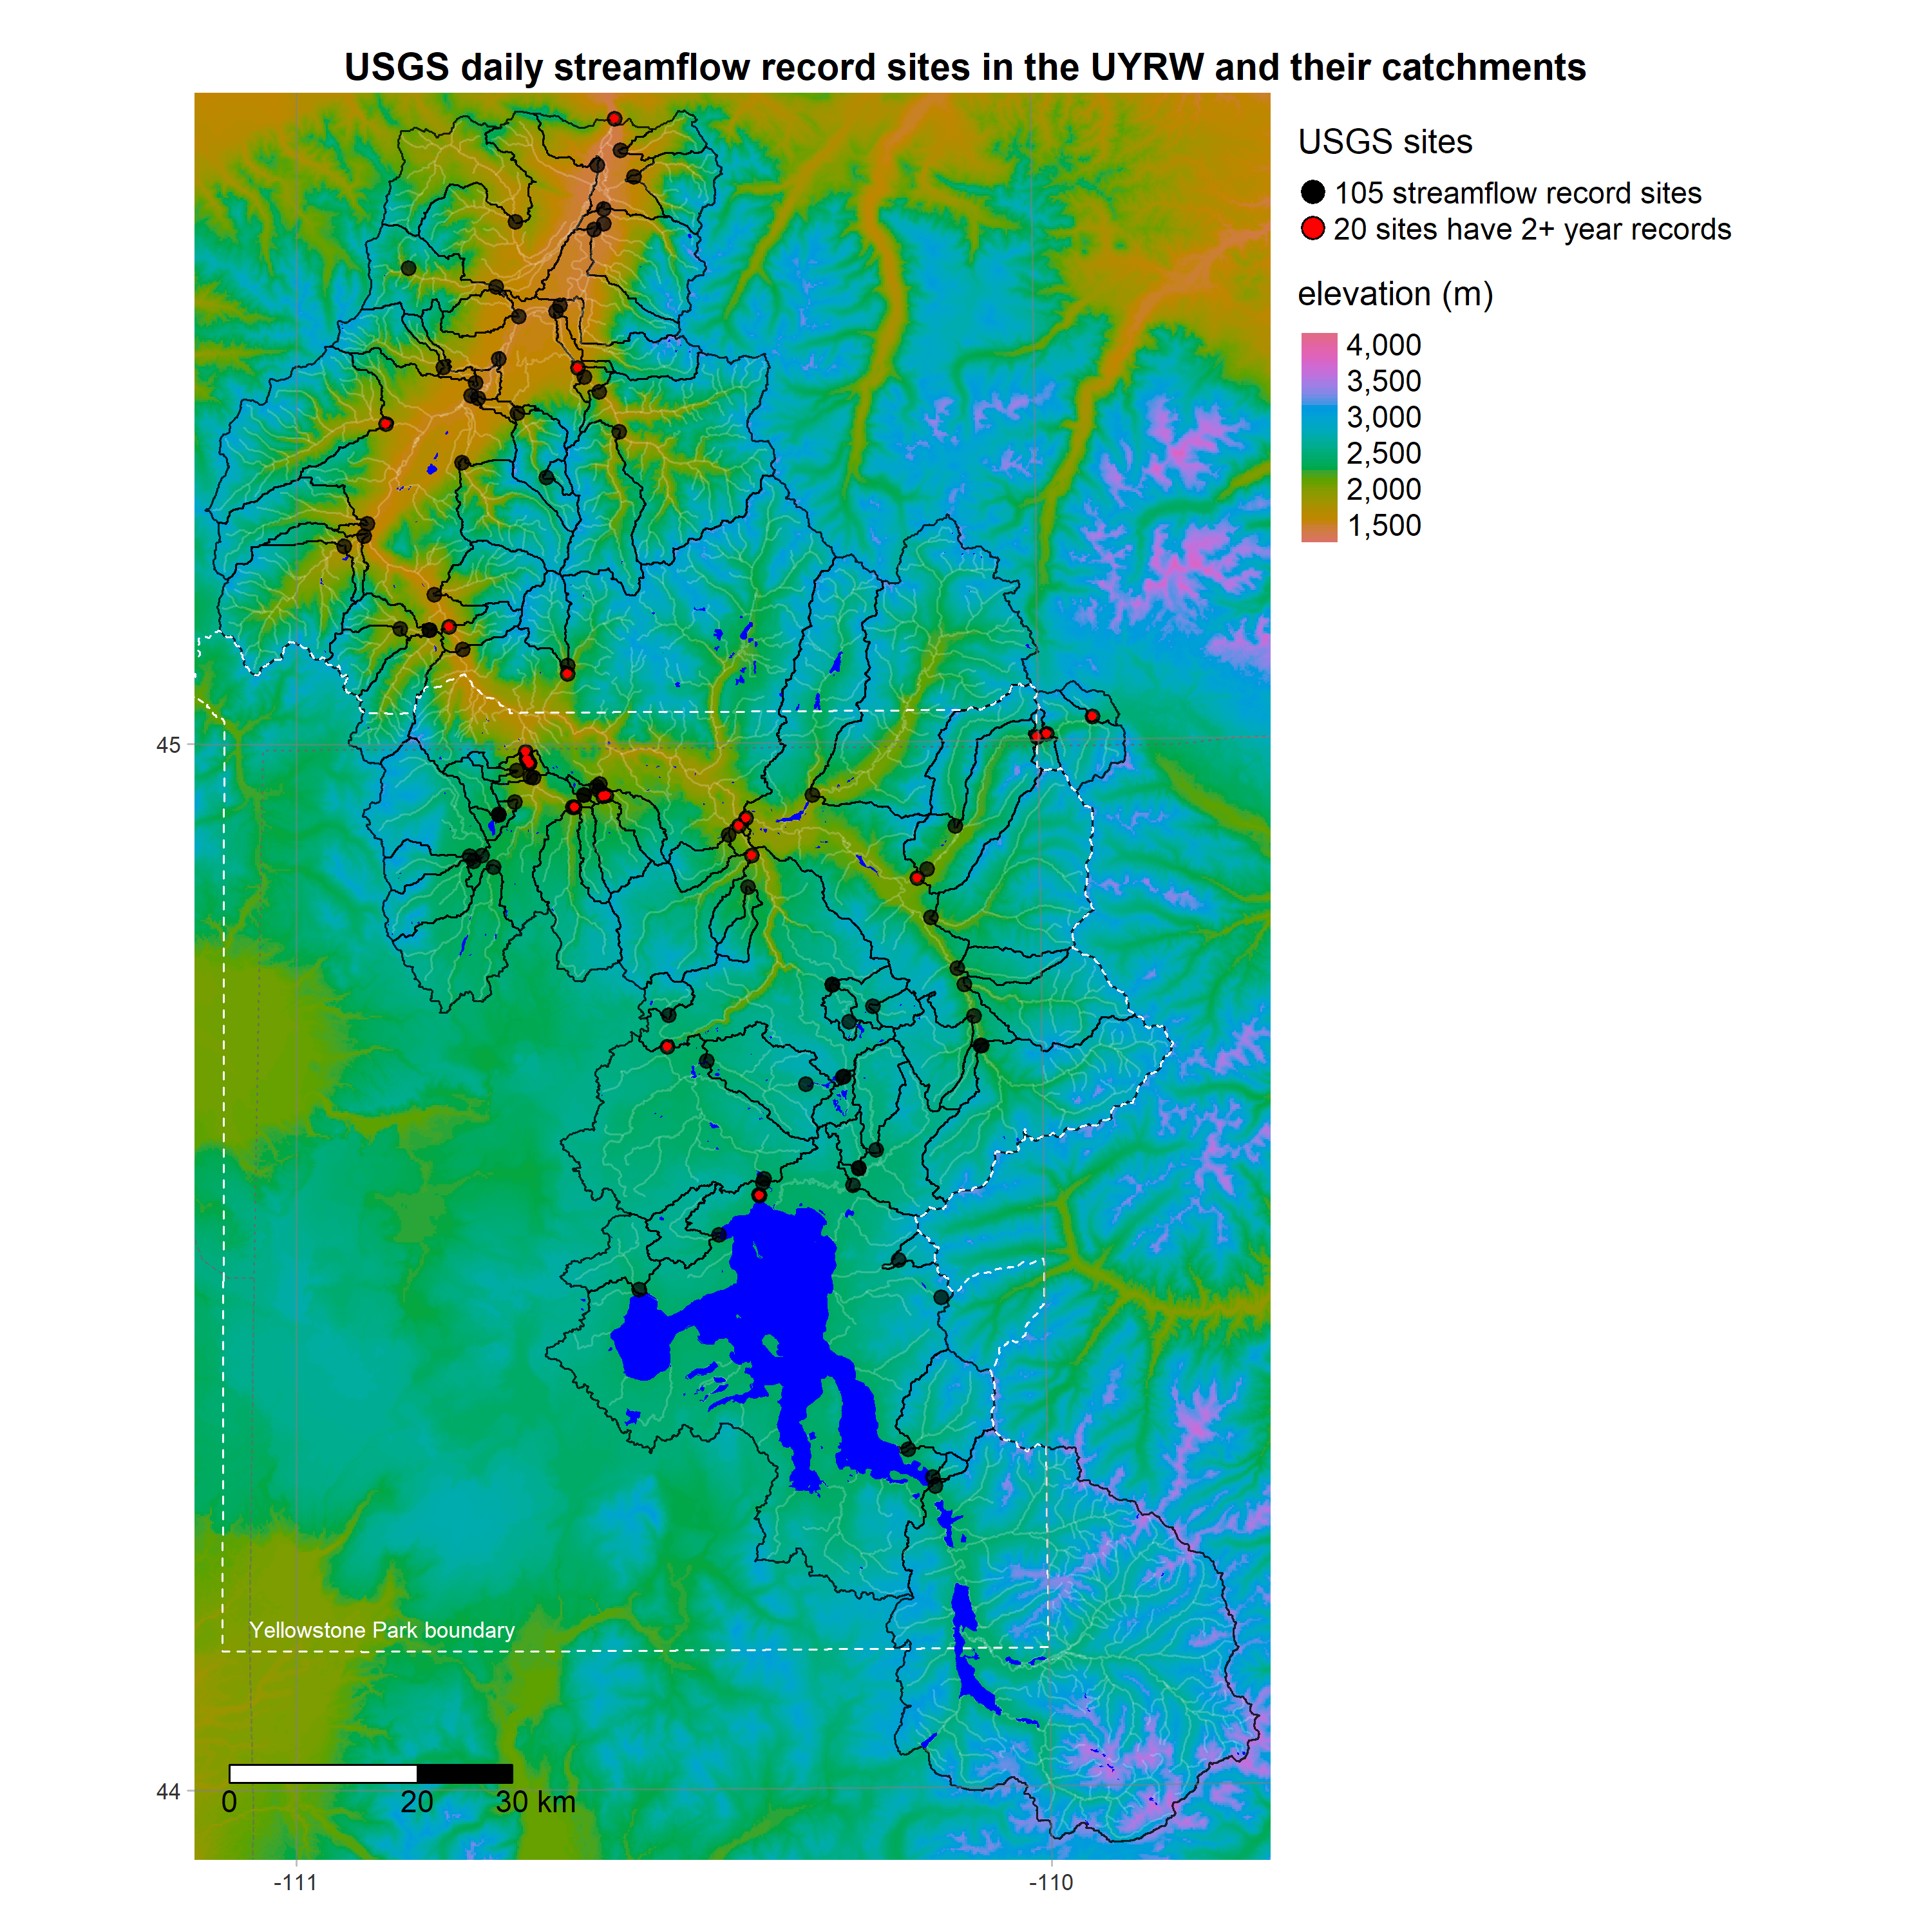 USGS daily streamflow record sites in the UYRW and their catchments
USGS sites
105 streamflow record sites
20 sites have 2+ year records
elevation (m)
4,000
3,500
3,000
2,500
2,000
1,500
45
Yellowstone Park boundary
0 20 30 km
44
-111 -110